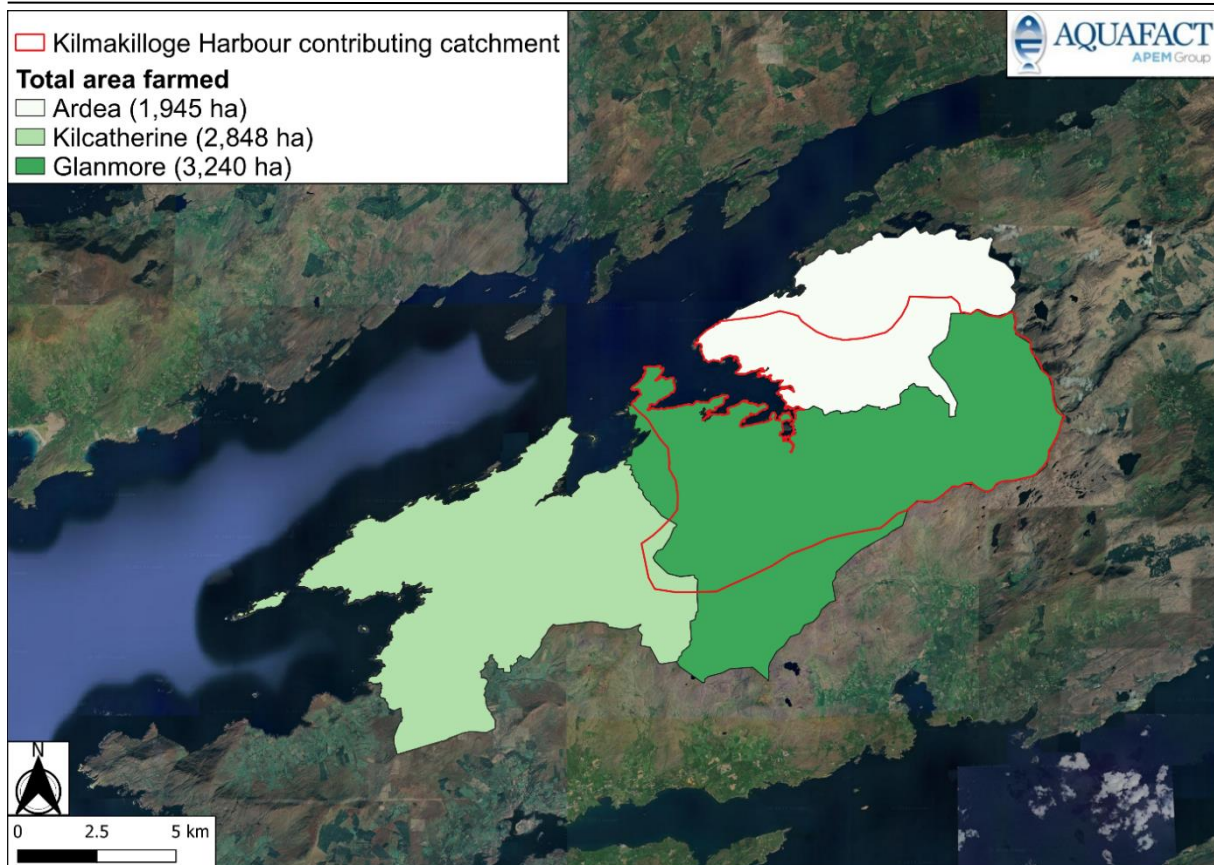 Kilmakilloge Harbour contributing catchment
Total area farmed
Ardea (1,945 ha)
Kilcatherine (2,848 ha)
Glanmore (3,240 ha)
AQUAFACT
APEM Group
N
0 2.5 5 km